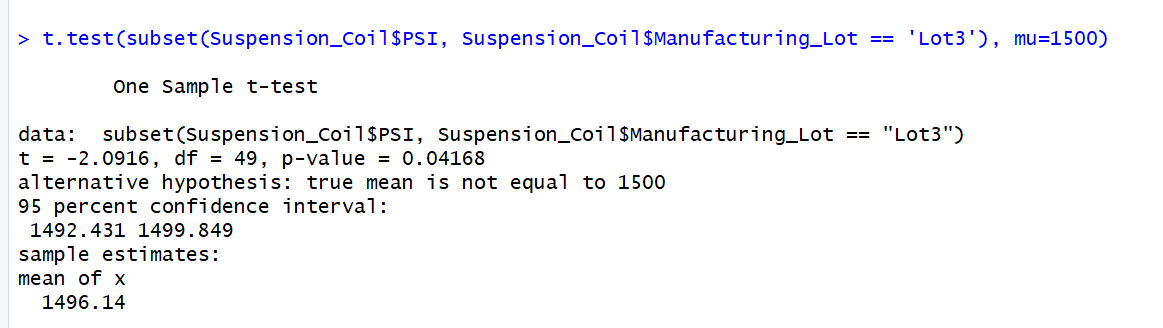 > t.test(subset(Suspension_Coil$PSI, Suspension_Coil$Manufacturing_Lot == 'Lot3'), mu=1500)
One Sample t-test
data:  subset(Suspension_Coil$PSI, Suspension_Coil$Manufacturing_Lot == "Lot3")
t = -2.0916, df = 49, p-value = 0.04168
alternative hypothesis: true mean is not equal to 1500
95 percent confidence interval:
1492.431 1499.849
sample estimates:
mean of x
1496.14